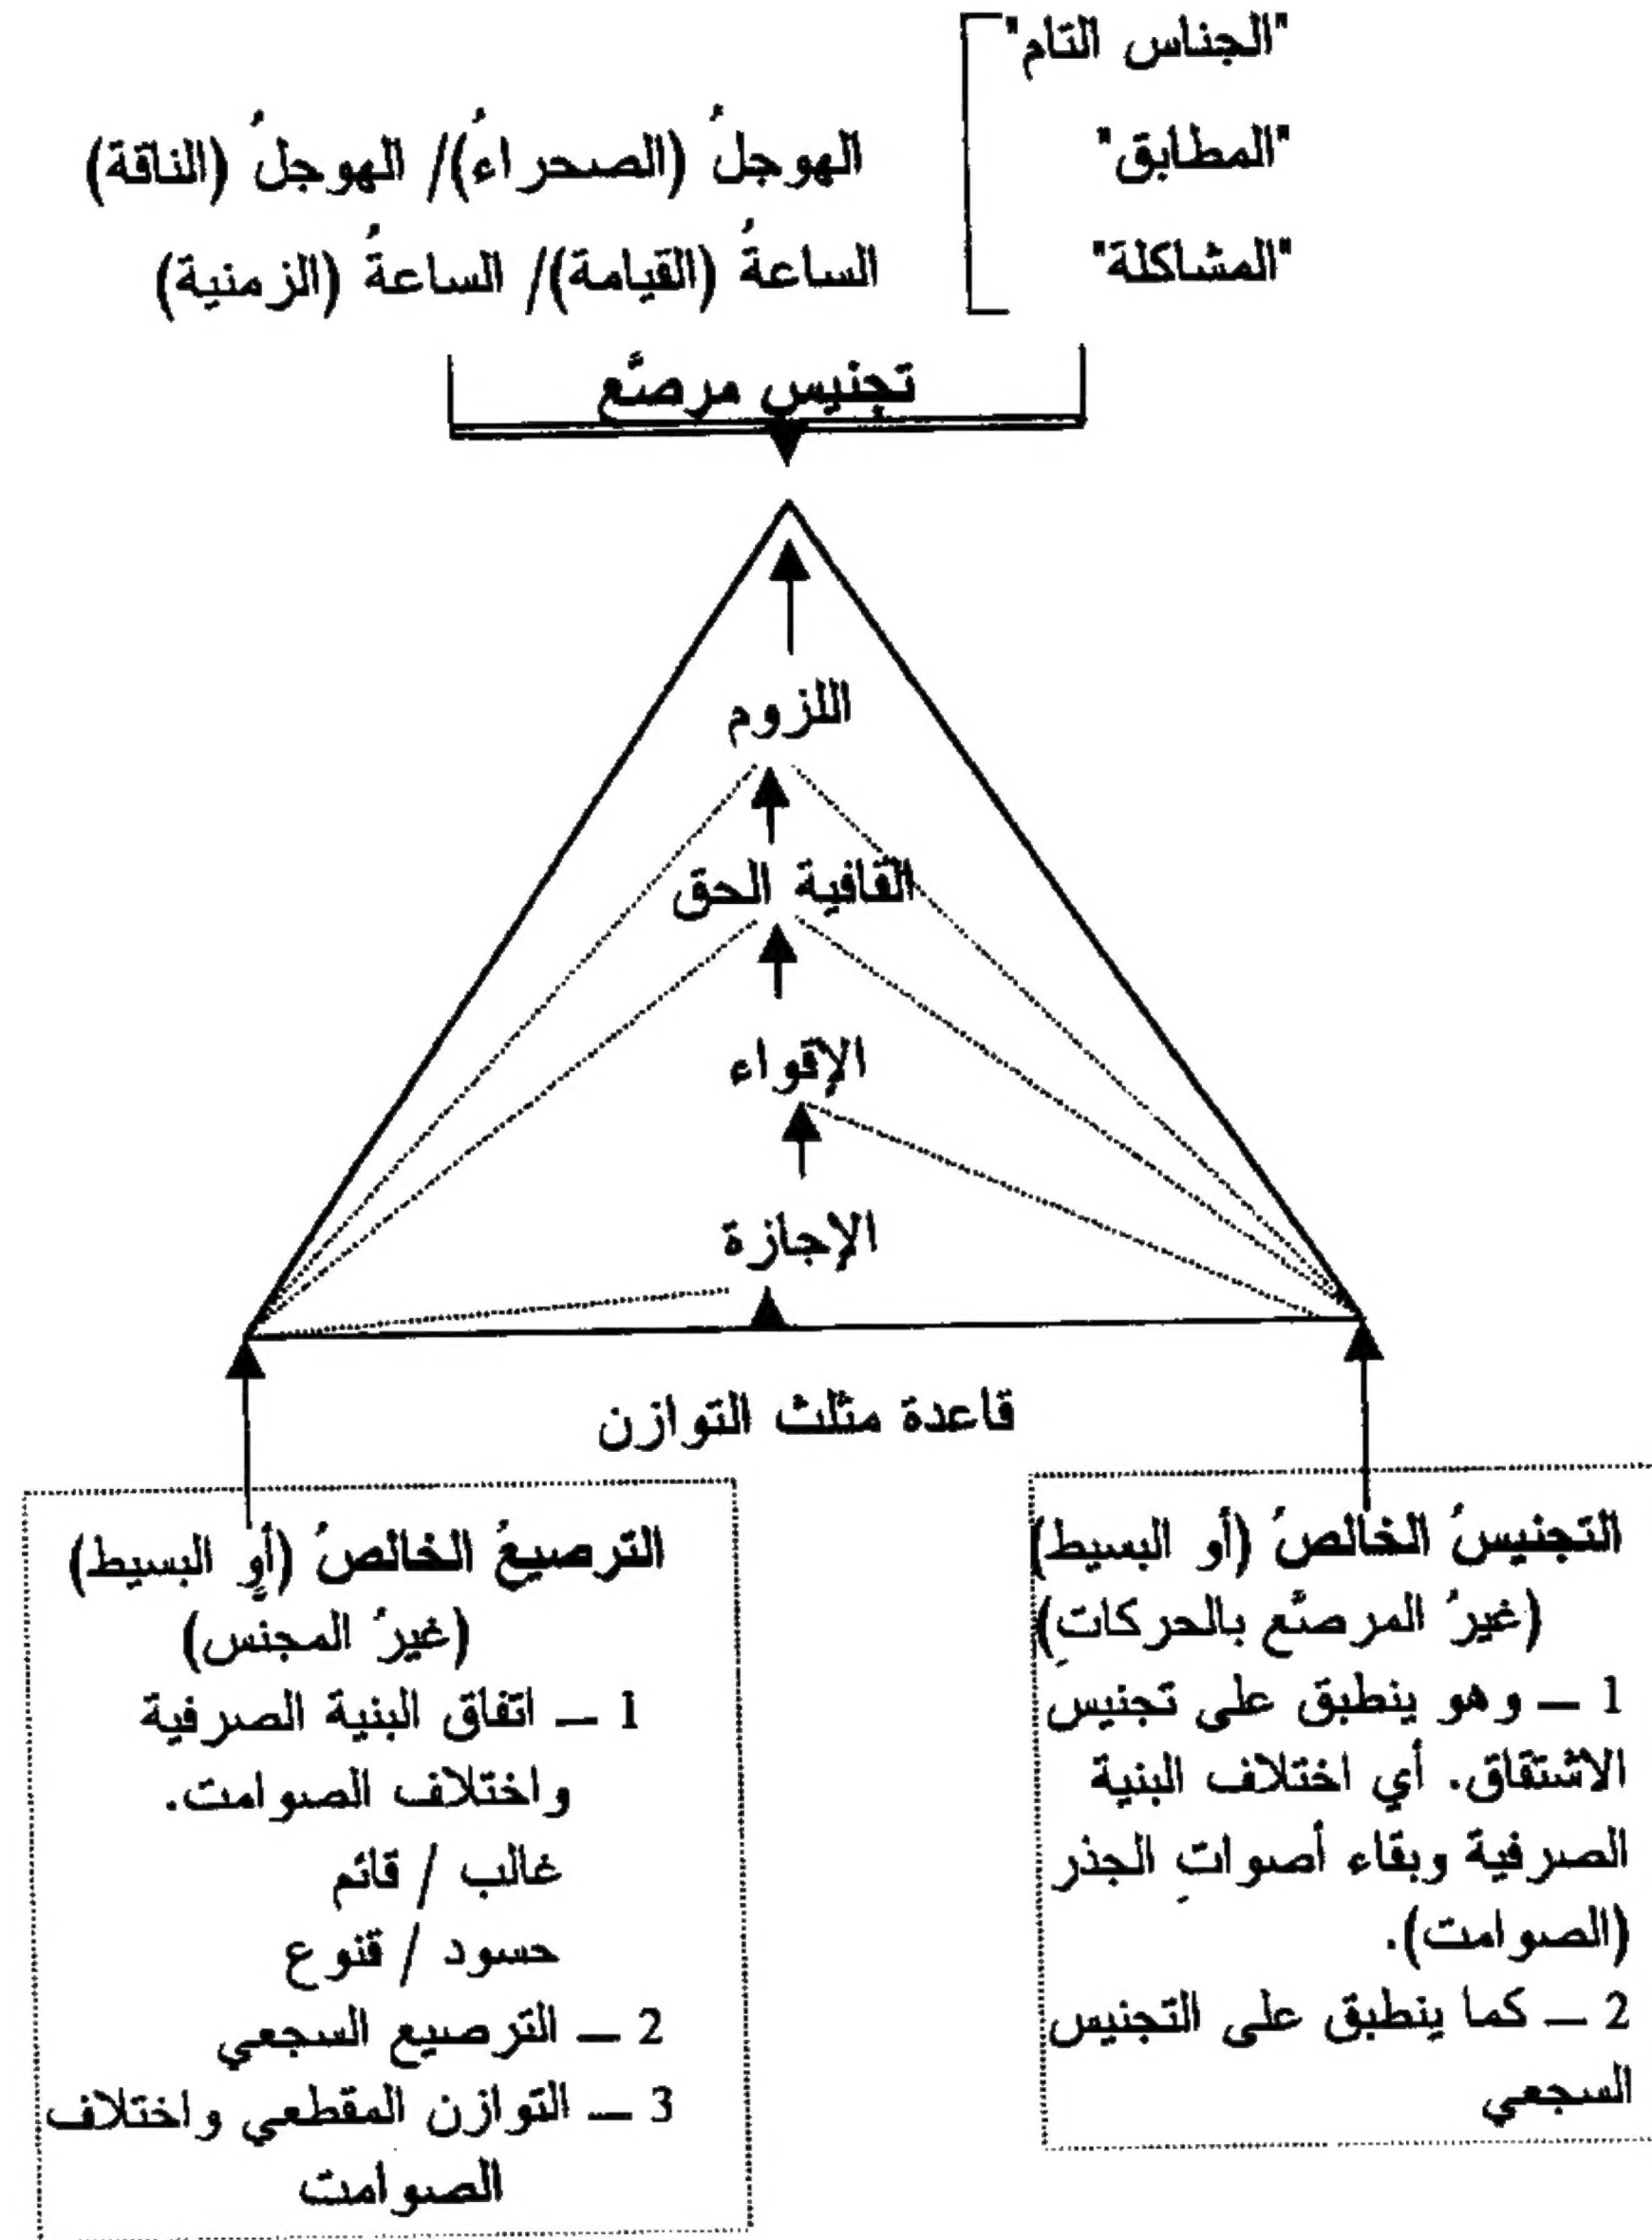 "الجناس التام"
"المطابق"
"المشاكلة"
الهوجلُ (الصحراءُ)/ الهوجلُ (الناقة)
الساعةُ (القيامة)/ الساعةُ (الزمنية)
تجنيس مرصَّع
اللزوم
القافية الحق
الإقواء
الإجازة
قاعدة مثلث التوازن
التجنيسُ الخالصُ (أو البسيط)
(غيرُ المرصَّع بالحركاتِ)
1 ــ وهو ينطبق على تجنيس
الاشتقاق. أي اختلاف البنية
الصرفية وبقاء أصواتِ الجذر
(الصوامت).
2 ــ كما ينطبق على التجنيس
السجعي
الترصيعُ الخالصُ (أو البسيط)
(غيرُ المجنَّس)
1 ــ اتفاق البنية الصرفية
واختلاف الصوامت.
غالب / قائم
حسود / قنوع
2 ــ الترصيع السجعي
3 ــ التوازن المقطعي واختلاف
الصوامت